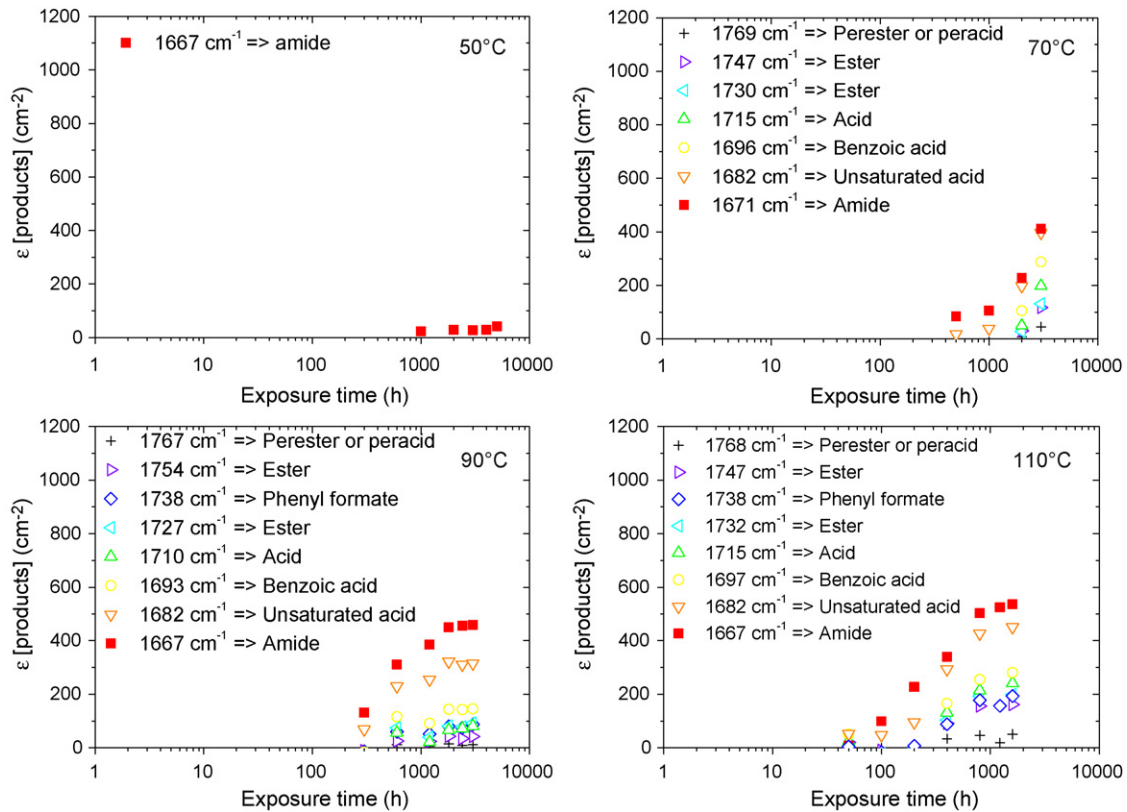 1667 cm⁻¹ => amide
50°C
ε [products] (cm⁻²)
1200
1000
800
600
400
200
0
1
10
100
1000
10000
Exposure time (h)
1769 cm⁻¹ => Perester or peracid
70°C
1747 cm⁻¹ => Ester
1730 cm⁻¹ => Ester
1715 cm⁻¹ => Acid
1696 cm⁻¹ => Benzoic acid
1682 cm⁻¹ => Unsaturated acid
1671 cm⁻¹ => Amide
ε [products] (cm⁻²)
1200
1000
800
600
400
200
0
1
10
100
1000
10000
Exposure time (h)
1767 cm⁻¹ => Perester or peracid
90°C
1754 cm⁻¹ => Ester
1738 cm⁻¹ => Phenyl formate
1727 cm⁻¹ => Ester
1710 cm⁻¹ => Acid
1693 cm⁻¹ => Benzoic acid
1682 cm⁻¹ => Unsaturated acid
1667 cm⁻¹ => Amide
ε [products] (cm⁻²)
1200
1000
800
600
400
200
0
1
10
100
1000
10000
Exposure time (h)
1768 cm⁻¹ => Perester or peracid
110°C
1747 cm⁻¹ => Ester
1738 cm⁻¹ => Phenyl formate
1732 cm⁻¹ => Ester
1715 cm⁻¹ => Acid
1697 cm⁻¹ => Benzoic acid
1682 cm⁻¹ => Unsaturated acid
1667 cm⁻¹ => Amide
ε [products] (cm⁻²)
1200
1000
800
600
400
200
0
1
10
100
1000
10000
Exposure time (h)